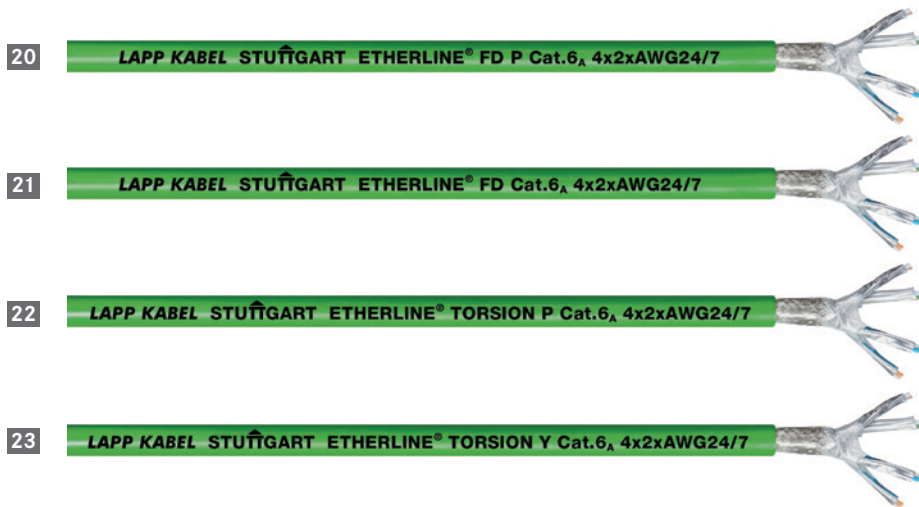 20
LAPP KABEL STUTTGART ETHERLINE® FD P Cat.6A 4x2xAWG24/7
21
LAPP KABEL STUTTGART ETHERLINE® FD Cat.6A 4x2xAWG24/7
22
LAPP KABEL STUTTGART ETHERLINE® TORSION P Cat.6A 4x2xAWG24/7
23
LAPP KABEL STUTTGART ETHERLINE® TORSION Y Cat.6A 4x2xAWG24/7